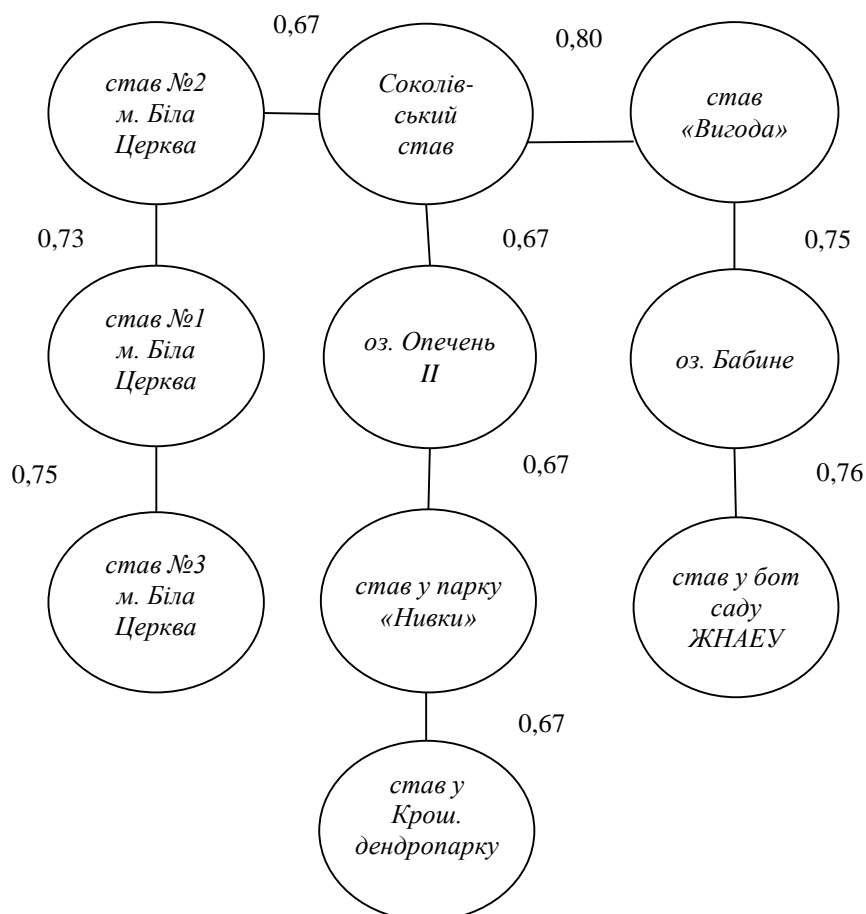 0,67
0,80
став №2
м. Біла
Церква
Соколів-
ський
став
став
«Вигода»
0,73
0,67
0,75
став №1
м. Біла
Церква
оз. Опечень
ІІ
оз. Бабине
0,75
0,67
0,76
став №3
м. Біла
Церква
став у парку
«Нивки»
став у бот
саду
ЖНАЕУ
0,67
став у
Крош.
дендропарку